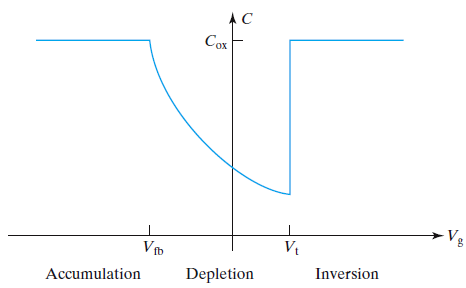 C
Cox
Vfb
Vt
Vg
Accumulation
Depletion
Inversion